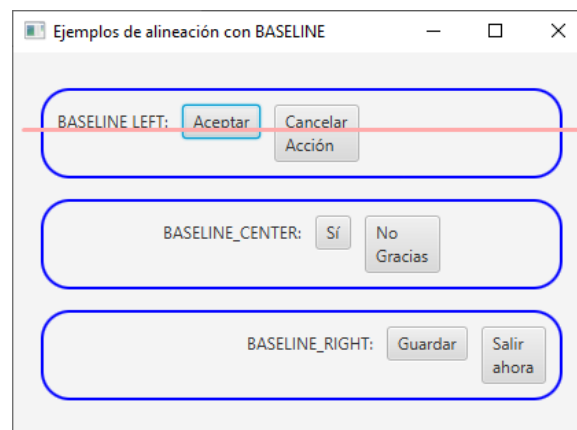 Ejemplos de alineación con BASELINE
BASELINE LEFT: Aceptar Cancelar
Acción
BASELINE_CENTER: Sí No
Gracias
BASELINE_RIGHT: Guardar Salir
ahora